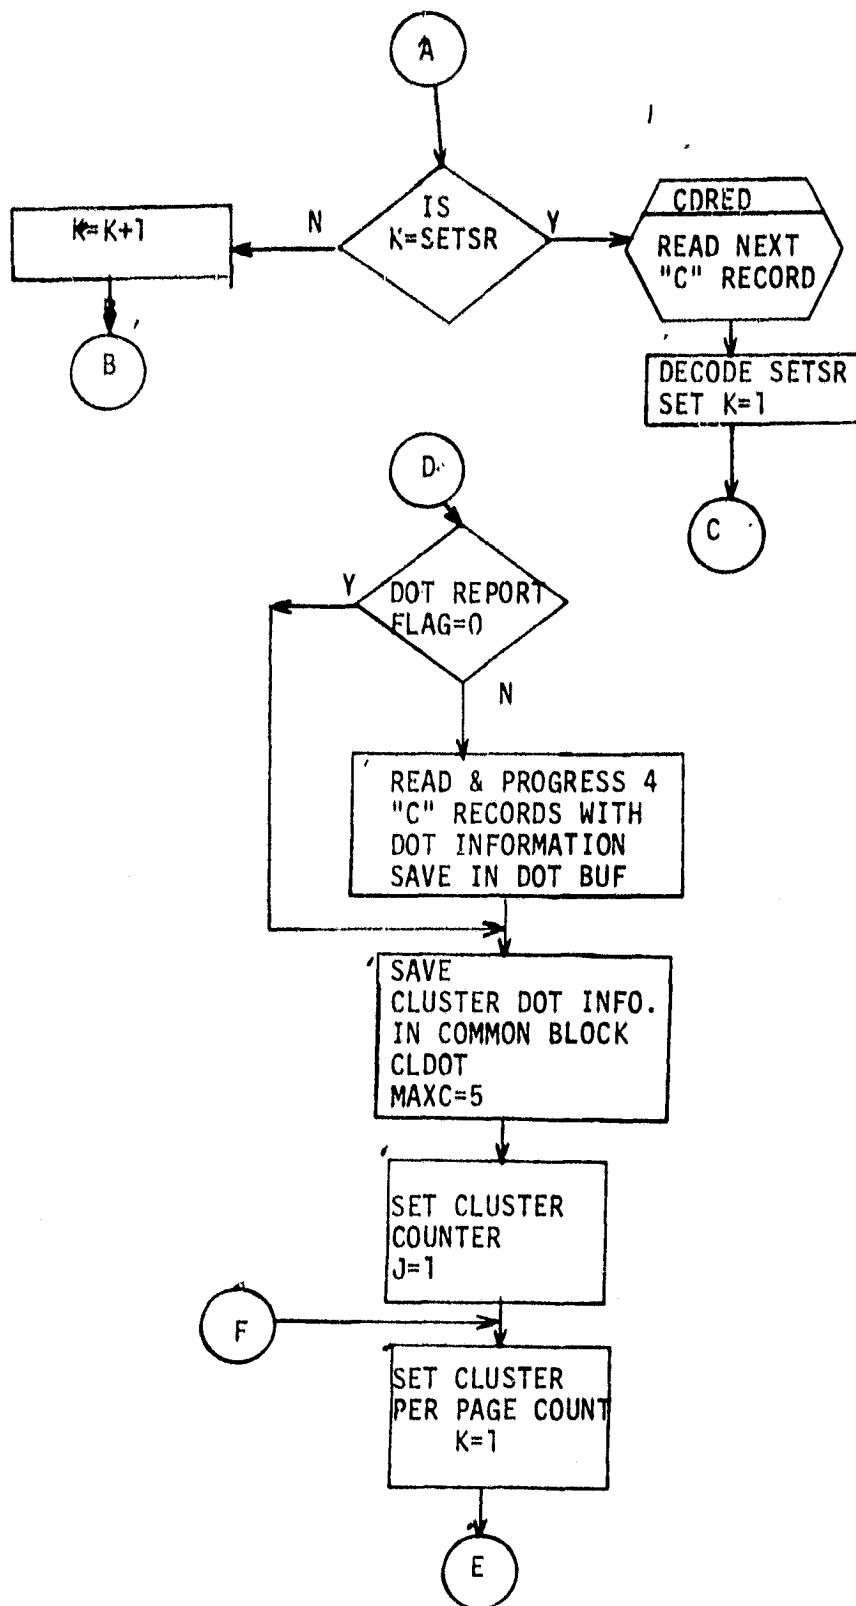 A
IS
K=SETSR
N
Y
K=K+1
CDRED
READ NEXT
"C" RECORD
B
DECODE SETSR
SET K=1
C
D
DOT REPORT
FLAG=0
Y
N
READ & PROGRESS 4
"C" RECORDS WITH
DOT INFORMATION
SAVE IN DOT BUF
SAVE
CLUSTER DOT INFO.
IN COMMON BLOCK
CLDOT
MAXC=5
SET CLUSTER
COUNTER
J=1
F
SET CLUSTER
PER PAGE COUNT
K=1
E